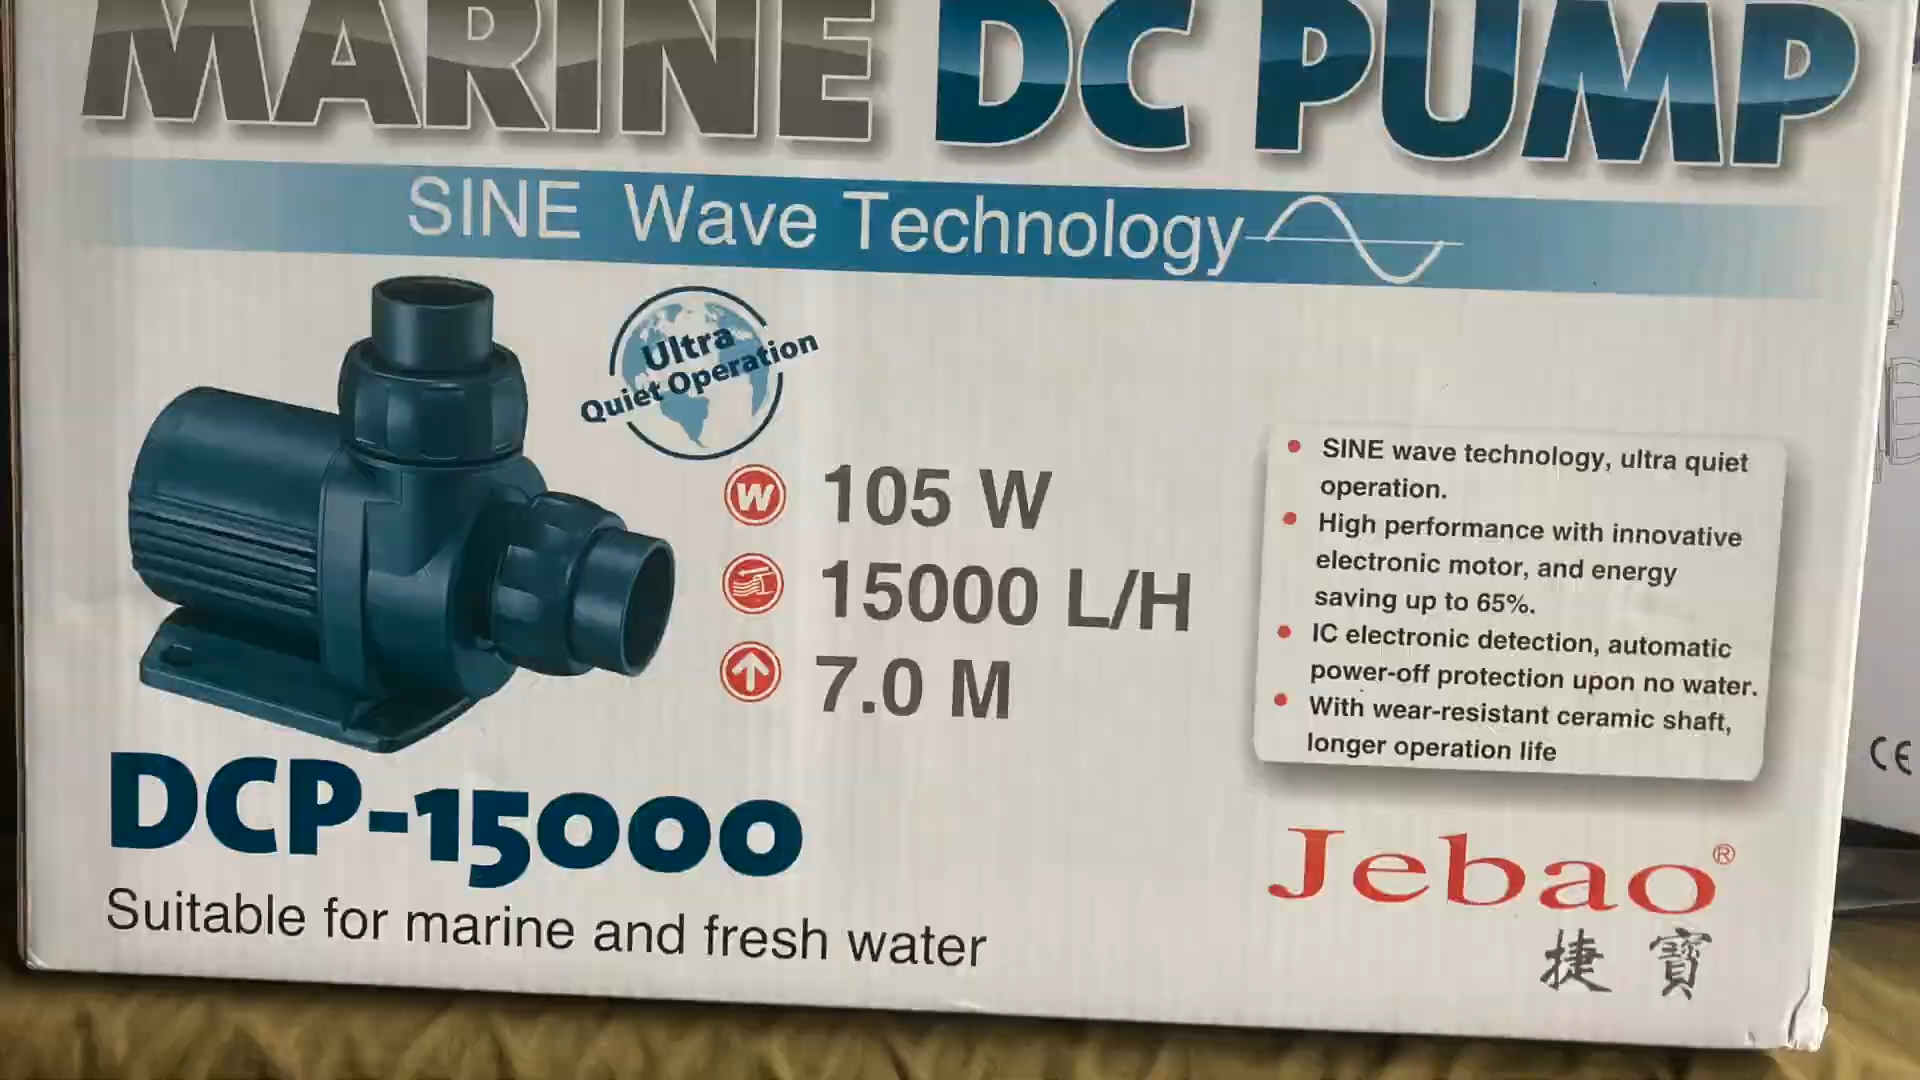 MARINE DC PUMP
SINE Wave Technology
Ultra
Quiet Operation
W 105 W
15000 L/H
7.0 M
• SINE wave technology, ultra quiet
operation.
• High performance with innovative
electronic motor, and energy
saving up to 65%.
• IC electronic detection, automatic
power-off protection upon no water.
• With wear-resistant ceramic shaft,
longer operation life
DCP-15000
Suitable for marine and fresh water
Jebao®
捷寶
CE